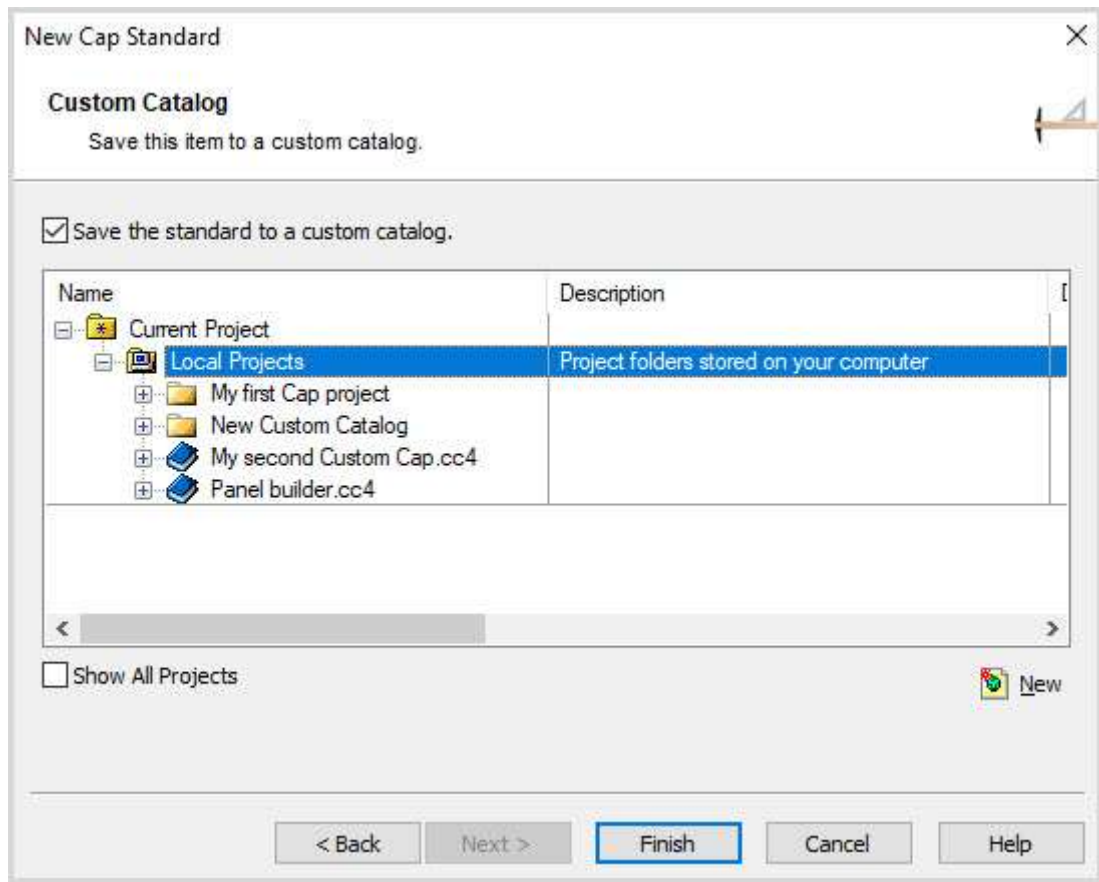 New Cap Standard
Custom Catalog
Save this item to a custom catalog.
Save the standard to a custom catalog.
Name Description
Current Project
Local Projects Project folders stored on your computer
My first Cap project
New Custom Catalog
My second Custom Cap.cc4
Panel builder.cc4
Show All Projects New
< Back Next > Finish Cancel Help